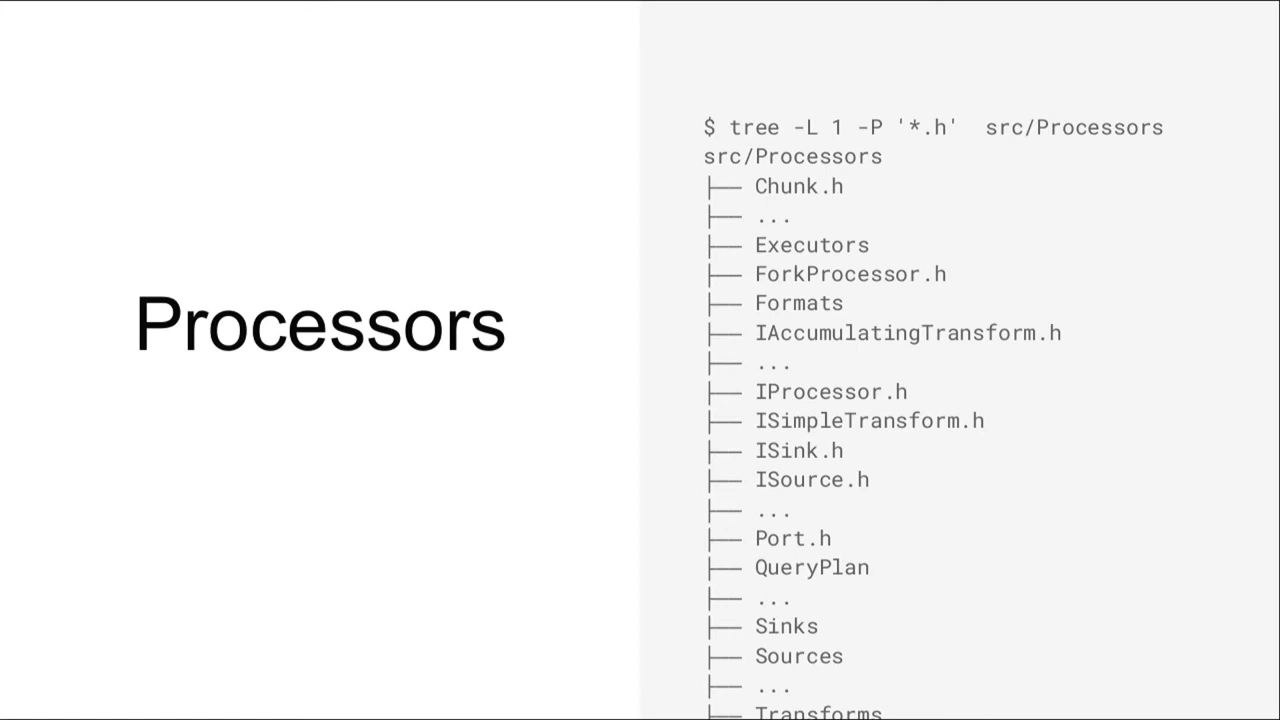 Processors
$ tree -L 1 -P '*.h'  src/Processors
src/Processors
├── Chunk.h
├── ...
├── Executors
├── ForkProcessor.h
├── Formats
├── IAccumulatingTransform.h
├── ...
├── IProcessor.h
├── ISimpleTransform.h
├── ISink.h
├── ISource.h
├── ...
├── Port.h
├── QueryPlan
├── ...
├── Sinks
├── Sources
├── ...
├── Transforms